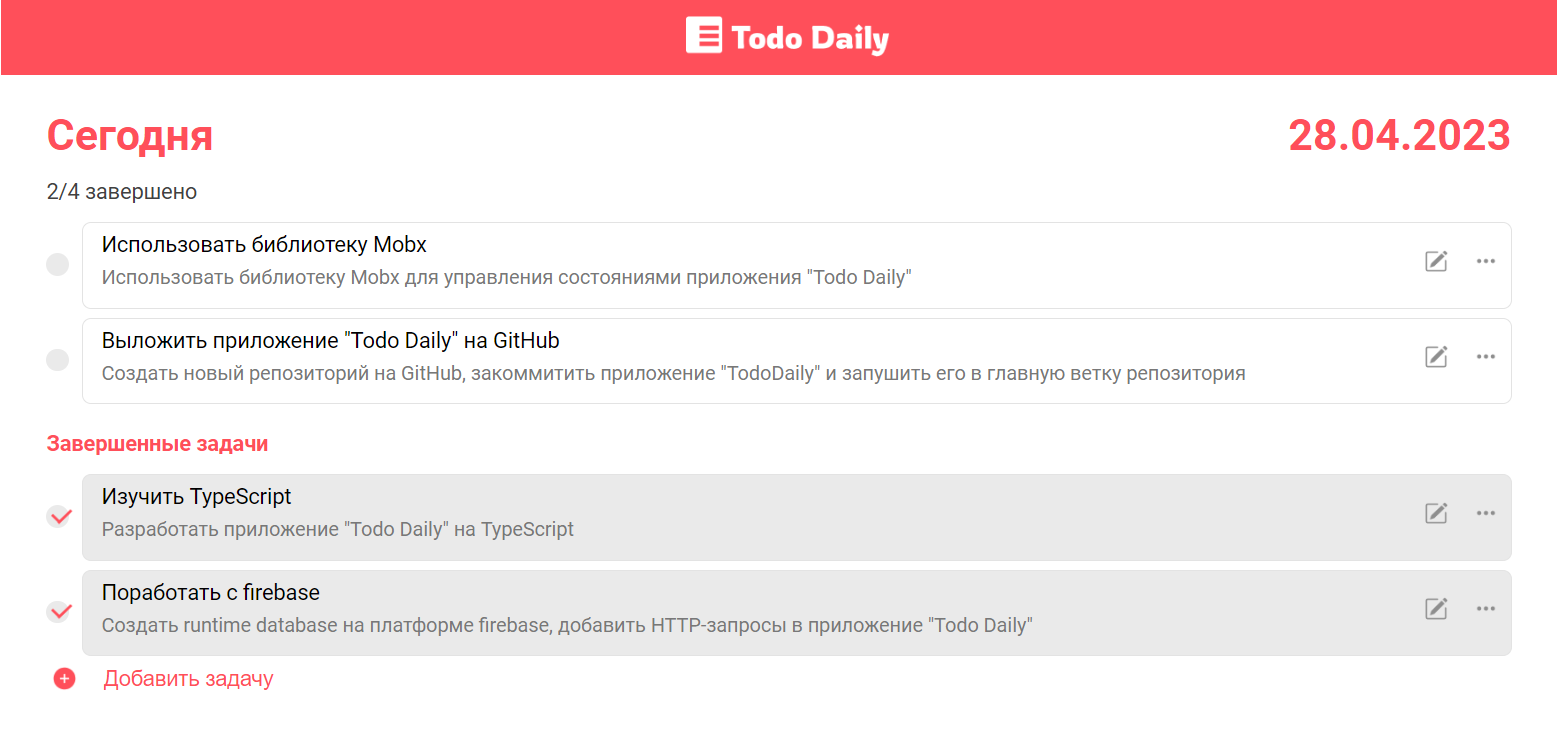 Todo Daily
Сегодня
28.04.2023
2/4 завершено
Использовать библиотеку Mobx
Использовать библиотеку Mobx для управления состояниями приложения "Todo Daily"
Выложить приложение "Todo Daily" на GitHub
Создать новый репозиторий на GitHub, закоммитить приложение "TodoDaily" и запушить его в главную ветку репозитория
Завершенные задачи
Изучить TypeScript
Разработать приложение "Todo Daily" на TypeScript
Поработать с firebase
Создать runtime database на платформе firebase, добавить HTTP-запросы в приложение "Todo Daily"
Добавить задачу